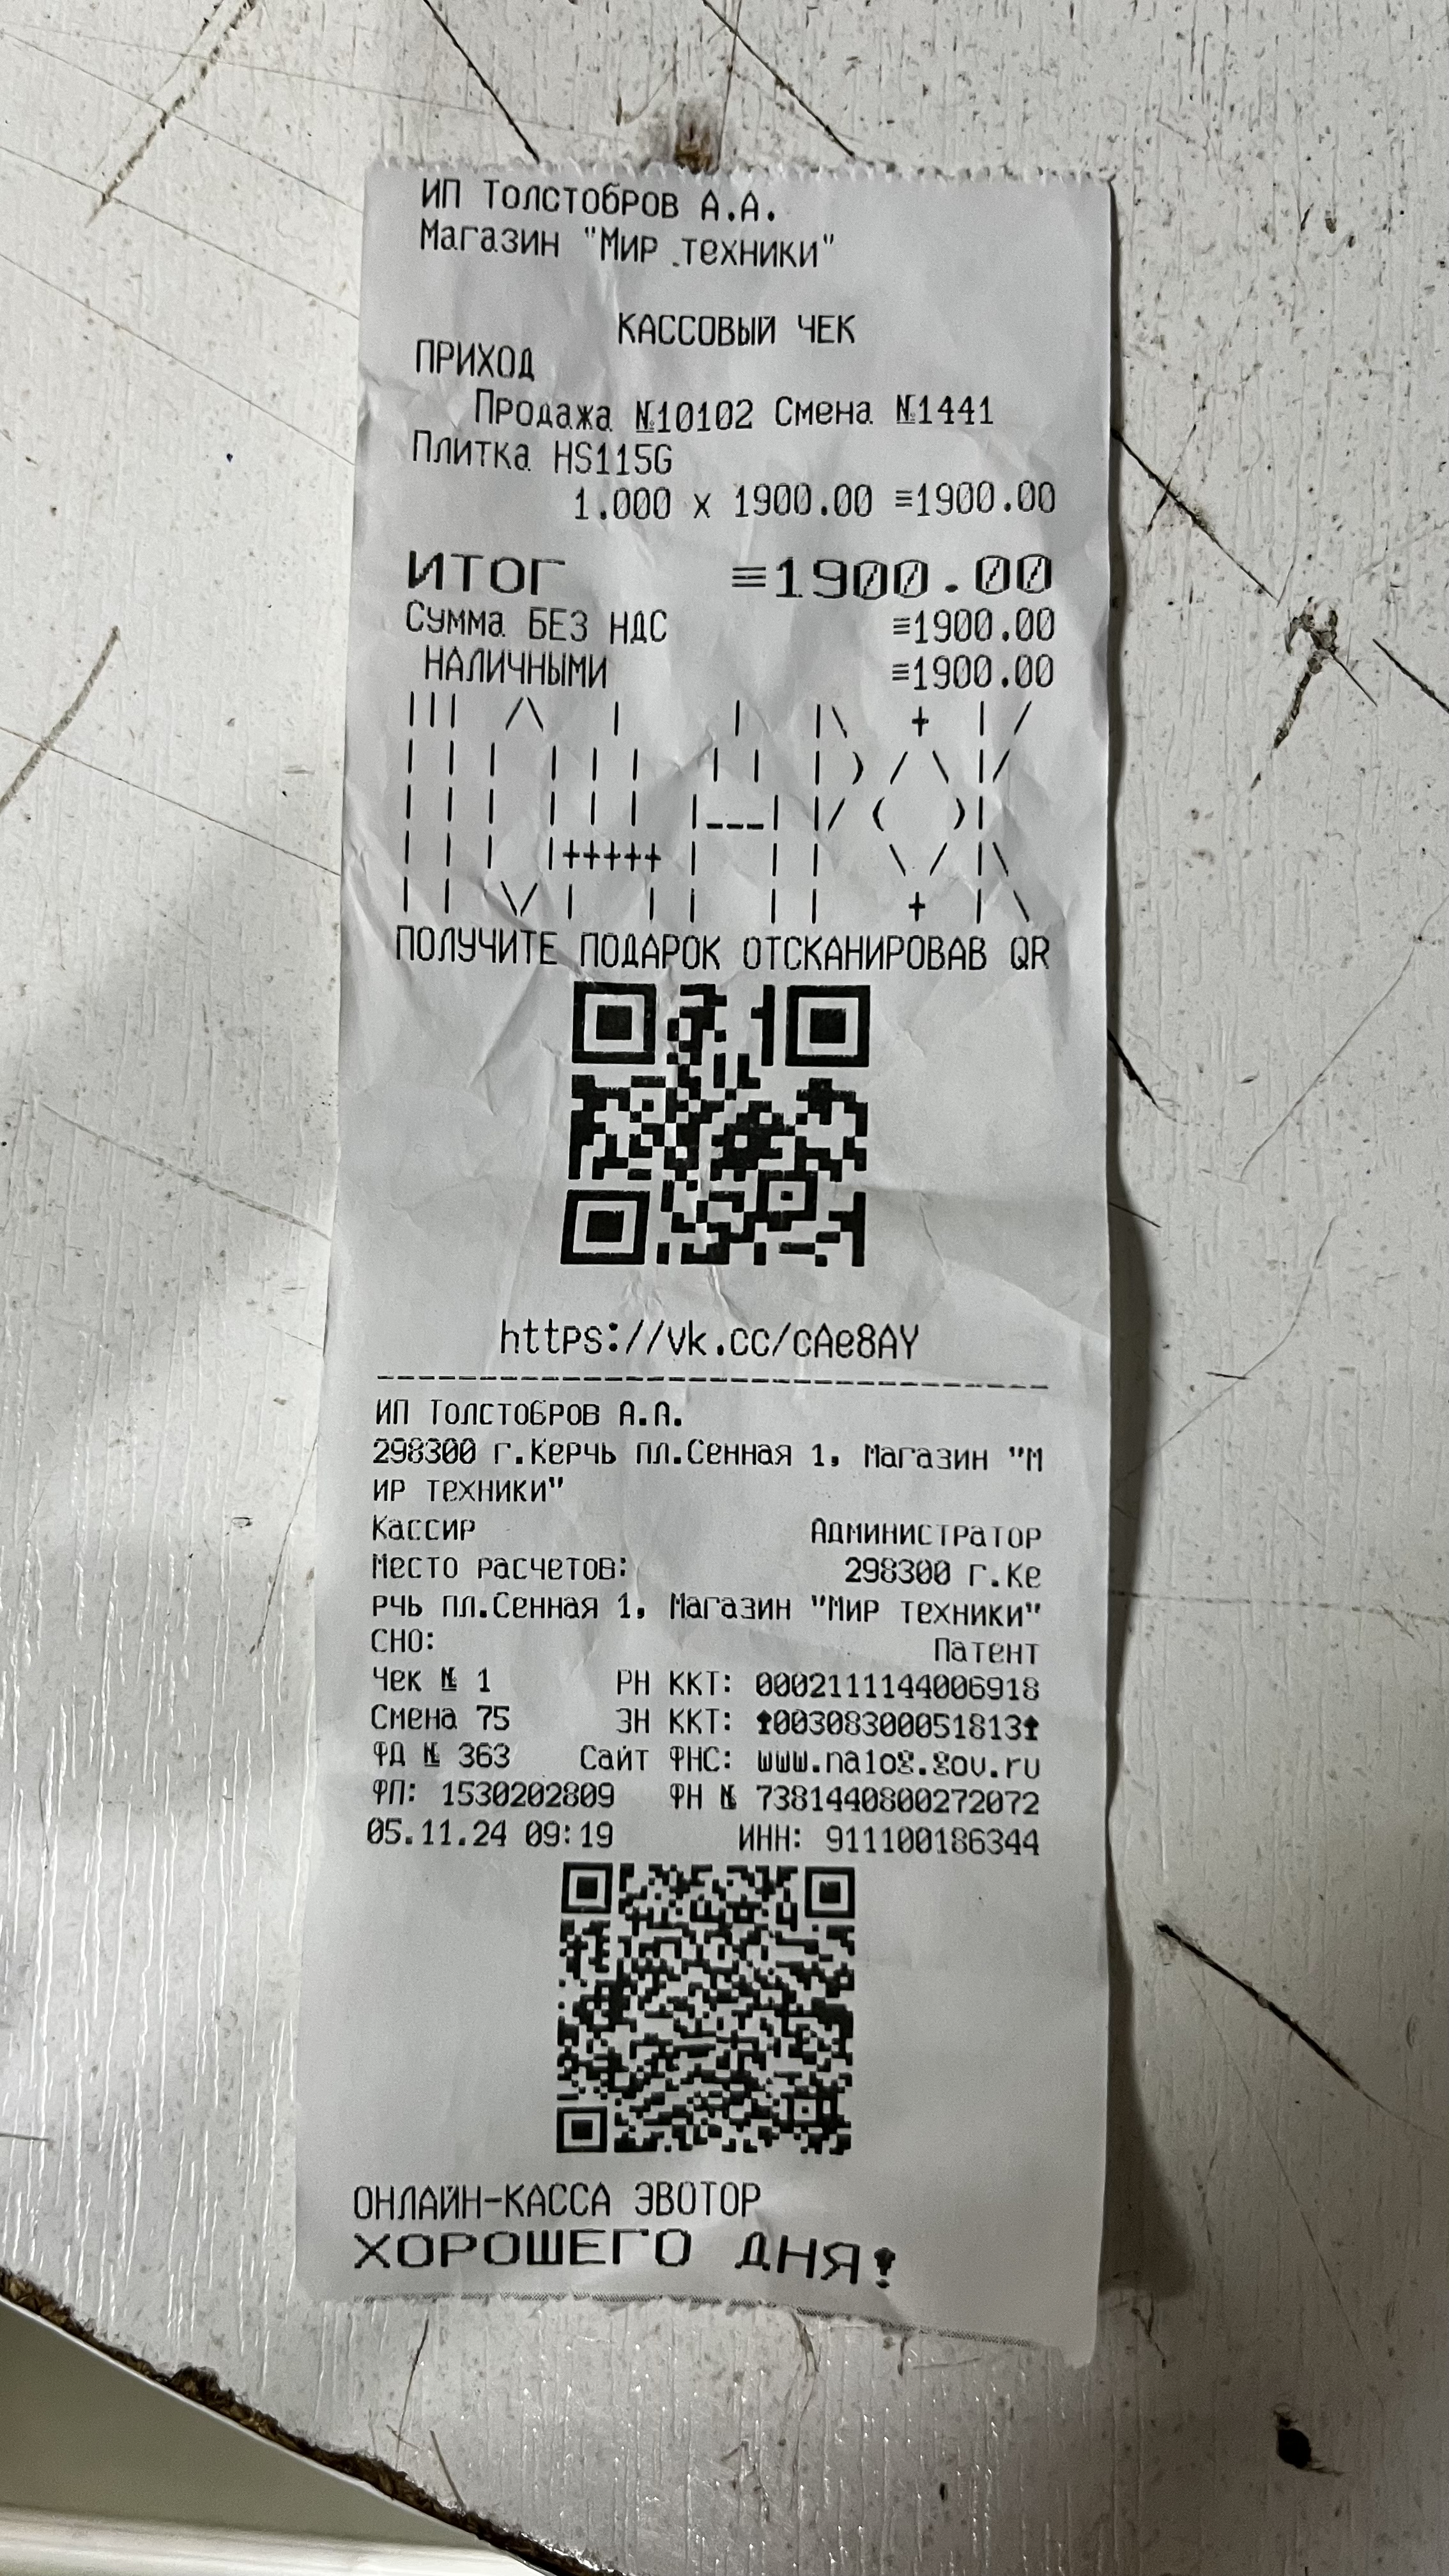 ИП Толстобров А.А.
Магазин "Мир техники"
КАССОВЫЙ ЧЕК
ПРИХОД
Продажа №10102 Смена №1441
Плитка HS115G
1.000 x 1900.00 ≡1900.00
ИТОГ ≡1900.00
Сумма БЕЗ НДС ≡1900.00
НАЛИЧНЫМИ ≡1900.00
ПОЛУЧИТЕ ПОДАРОК ОТСКАНИРОВАВ QR
https://vk.cc/cAe8AY
ИП Толстобров А.А.
298300 г.Керчь пл.Сенная 1, Магазин "М
ир техники"
Кассир Администратор
Место расчетов: 298300 г.Ке
рчь пл.Сенная 1, Магазин "Мир техники"
СНО: Патент
Чек № 1 РН ККТ: 0002111144006918
Смена 75 ЗН ККТ: 00308300051813
ФД № 363 Сайт ФНС: www.nalog.gov.ru
ФП: 1530202809 ФН № 7381440800272072
05.11.24 09:19 ИНН: 911100186344
ОНЛАЙН-КАССА ЭВОТОР
ХОРОШЕГО ДНЯ!